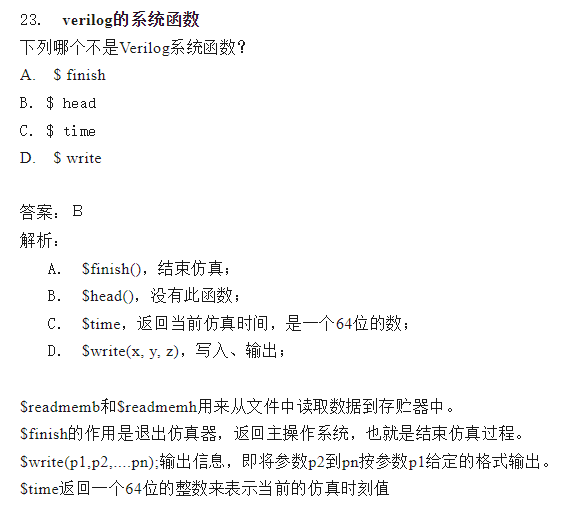 23. verilog的系统函数
下列哪个不是Verilog系统函数？
A. $ finish
B. $ head
C. $ time
D. $ write
答案：B
解析：
A. $finish()，结束仿真；
B. $head()，没有此函数；
C. $time，返回当前仿真时间，是一个64位的数；
D. $write(x, y, z)，写入、输出；
$readmemb和$readmemh用来从文件中读取数据到存贮器中。
$finish的作用是退出仿真器，返回主操作系统，也就是结束仿真过程。
$write(p1,p2,....pn);输出信息，即将参数p2到pn按参数p1给定的格式输出。
$time返回一个64位的整数来表示当前的仿真时刻值